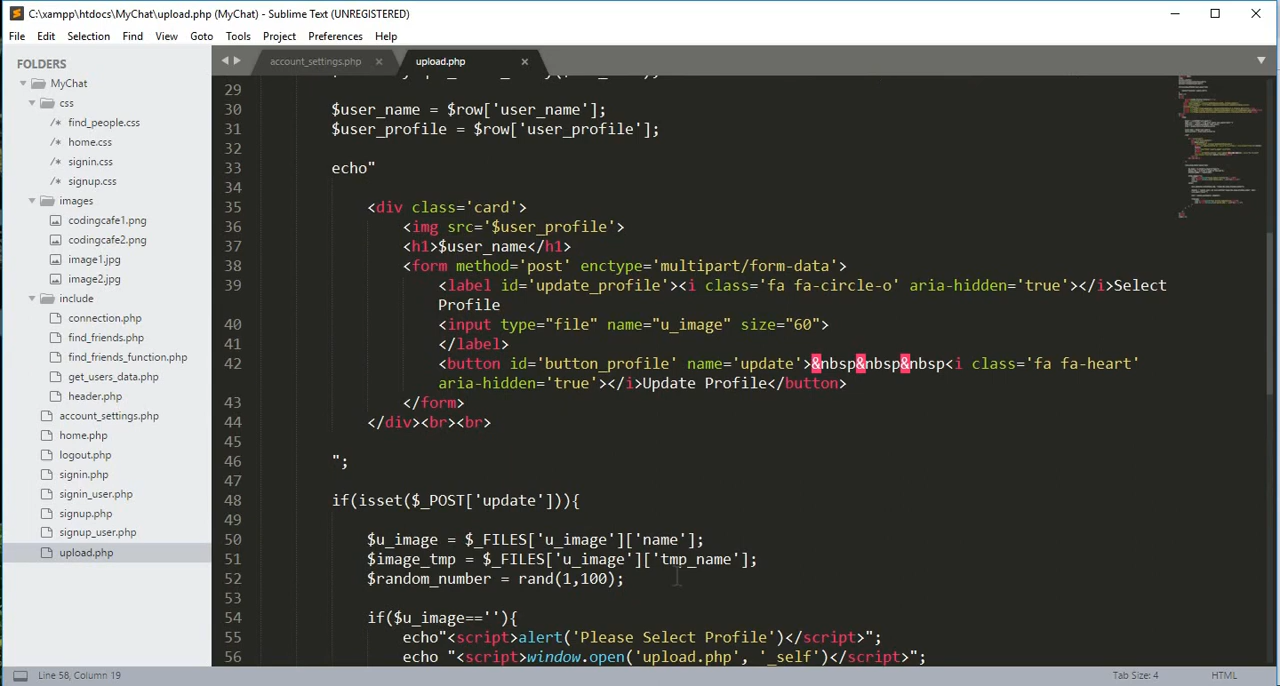 C:\xampp\htdocs\MyChat\upload.php (MyChat) - Sublime Text (UNREGISTERED)
File Edit Selection Find View Goto Tools Project Preferences Help
FOLDERS
MyChat
css
/* find_people.css
/* home.css
/* signin.css
/* signup.css
images
codingcafe1.png
codingcafe2.png
image1.jpg
image2.jpg
include
connection.php
find_friends.php
find_friends_function.php
get_users_data.php
header.php
account_settings.php
home.php
logout.php
signin.php
signin_user.php
signup.php
signup_user.php
upload.php
account_settings.php
upload.php
29
30 $user_name = $row['user_name'];
31 $user_profile = $row['user_profile'];
32
33 echo"
34
35 <div class='card'>
36 <img src='$user_profile'>
37 <h1>$user_name</h1>
38 <form method='post' enctype='multipart/form-data'>
39 <label id='update_profile'><i class='fa fa-circle-o' aria-hidden='true'></i>Select
Profile
40 <input type="file" name="u_image" size="60">
41 </label>
42 <button id='button_profile' name='update'>&nbsp&nbsp&nbsp<i class='fa fa-heart'
aria-hidden='true'></i>Update Profile</button>
43 </form>
44 </div><br><br>
45
46 ";
47
48 if(isset($_POST['update'])){
49
50 $u_image = $_FILES['u_image']['name'];
51 $image_tmp = $_FILES['u_image']['tmp_name'];
52 $random_number = rand(1,100);
53
54 if($u_image==''){
55 echo"<script>alert('Please Select Profile')</script>";
56 echo "<script>window.open('upload.php', '_self')</script>";
Line 58, Column 19
Tab Size: 4
HTML